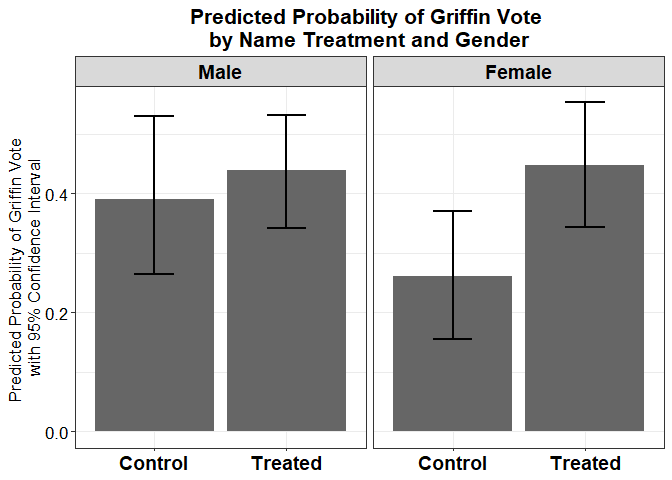 Predicted Probability of Griffin Vote
by Name Treatment and Gender
Male
Female
Predicted Probability of Griffin Vote
with 95% Confidence Interval
0.4
0.2
0.0
Control
Treated
Control
Treated